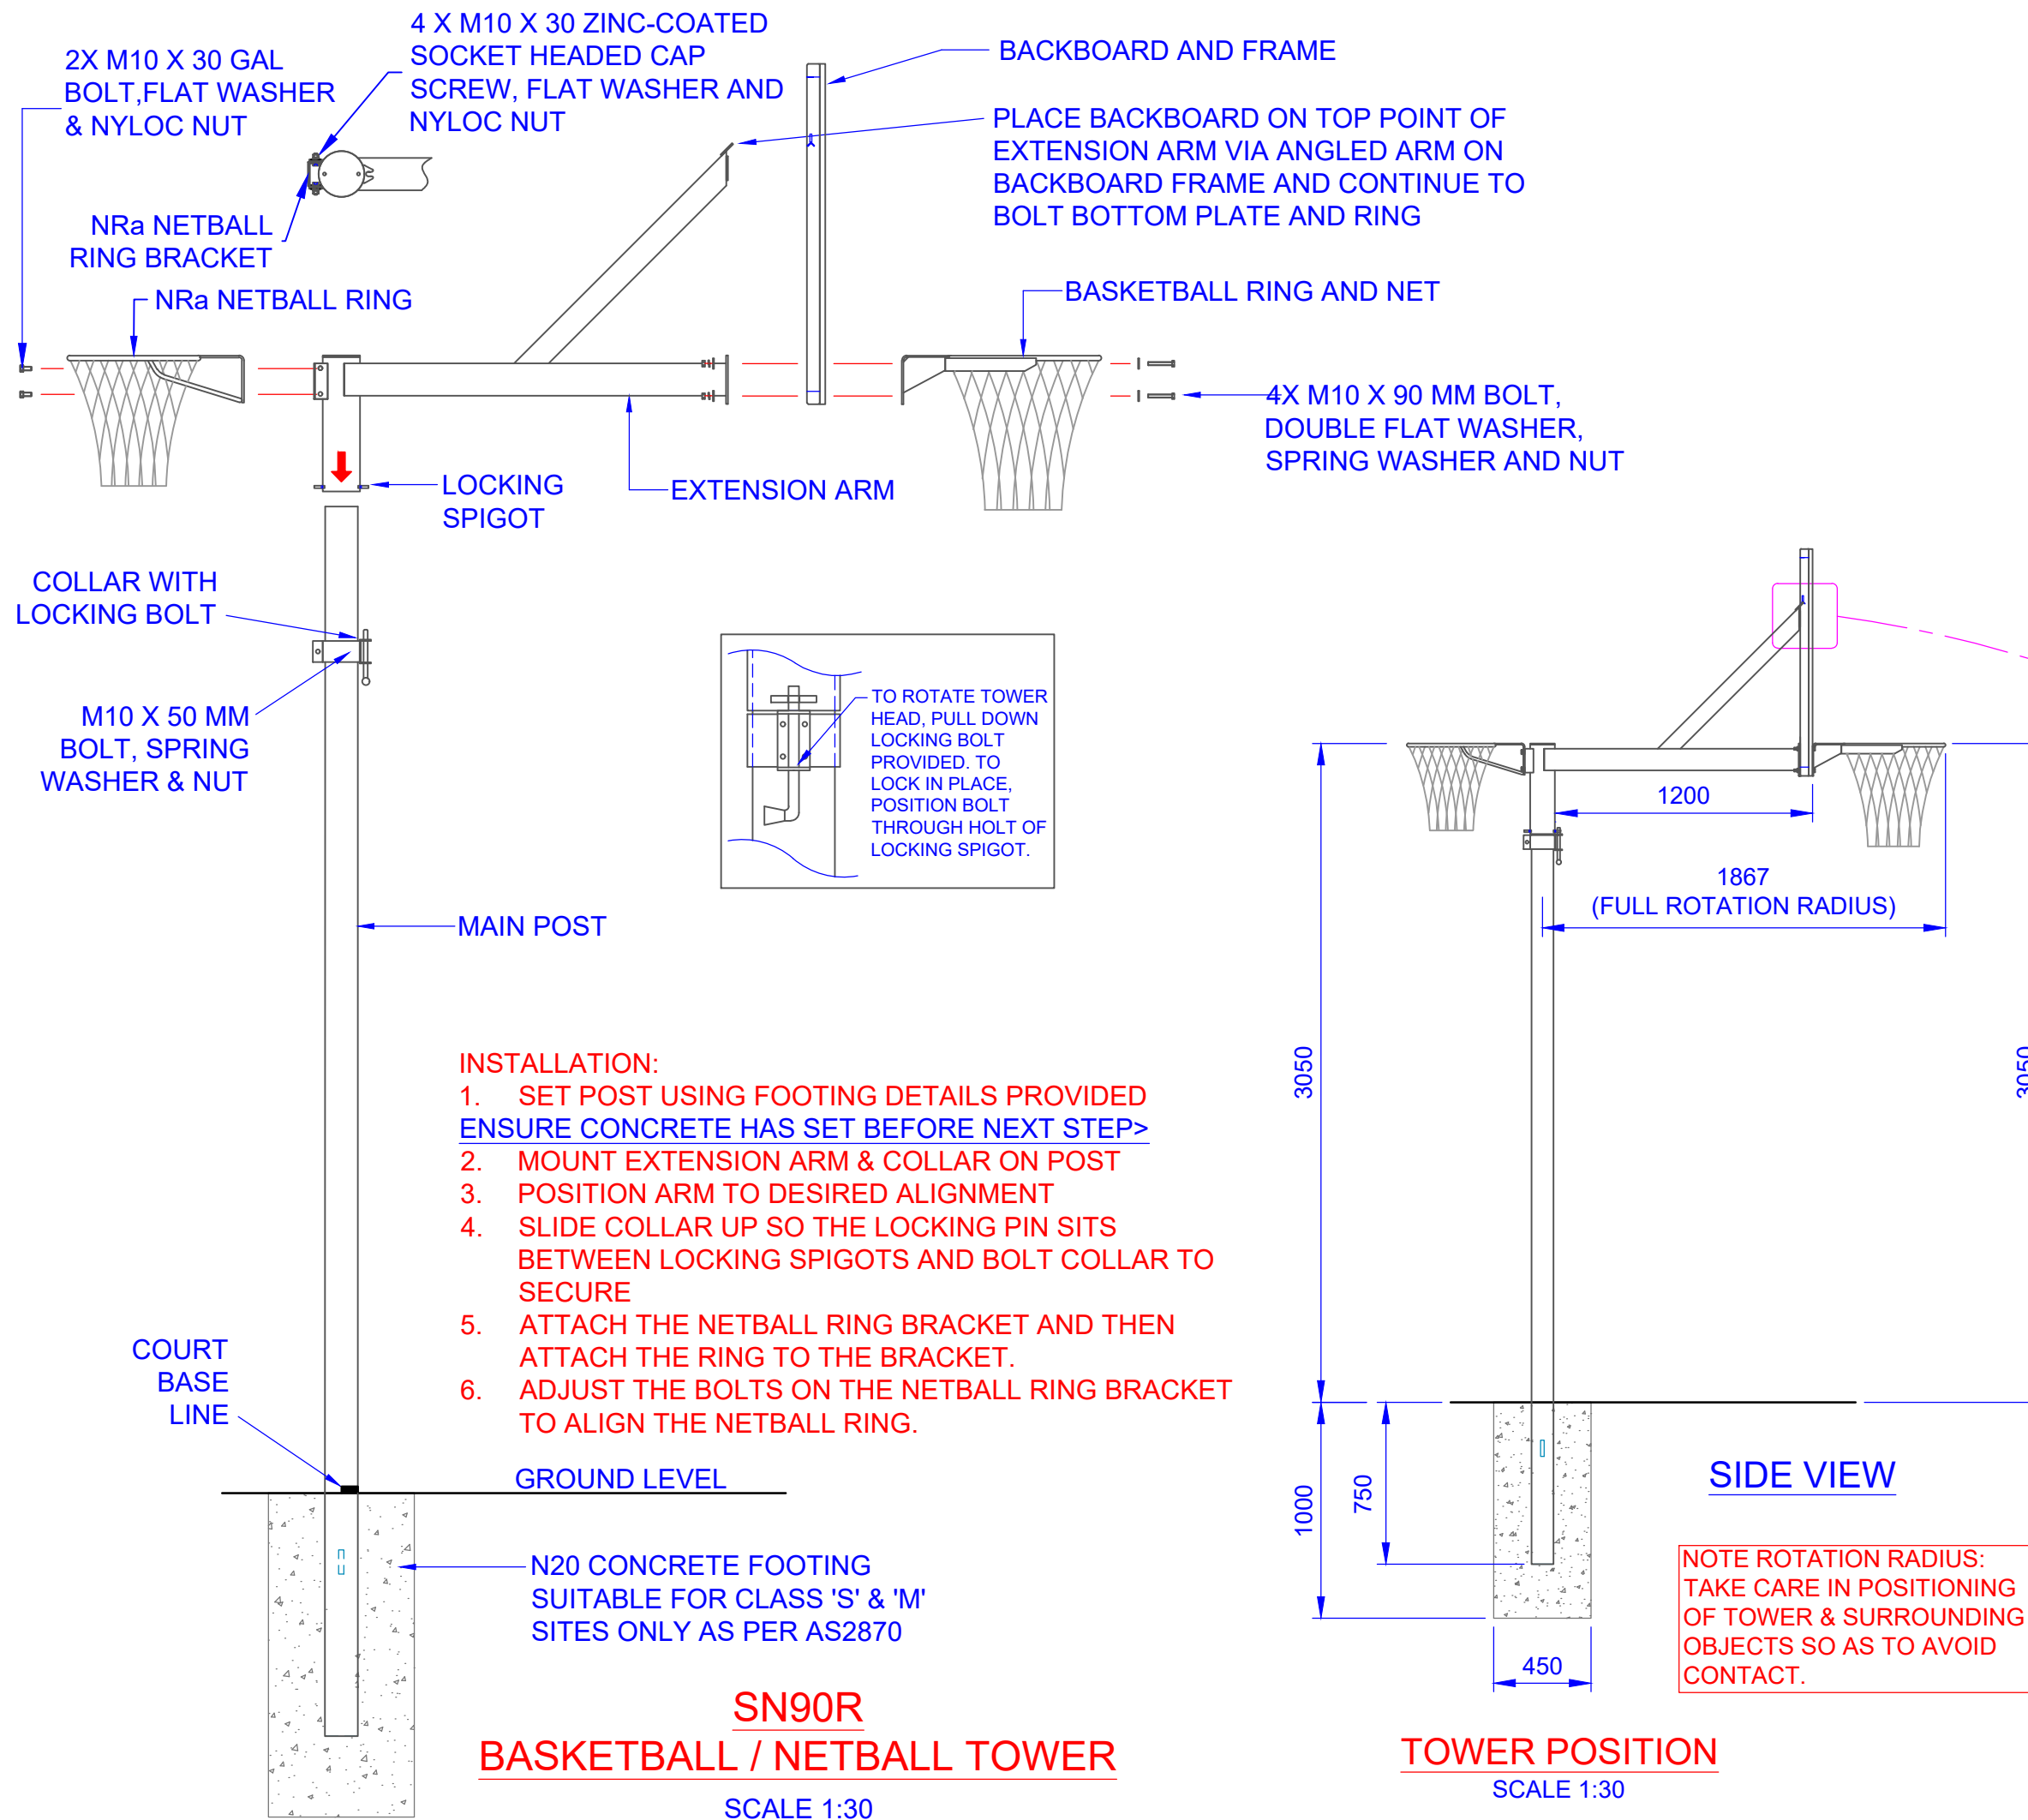 2X M10 X 30 GAL
BOLT,FLAT WASHER
& NYLOC NUT
4 X M10 X 30 ZINC-COATED
SOCKET HEADED CAP
SCREW, FLAT WASHER AND
NYLOC NUT
BACKBOARD AND FRAME
PLACE BACKBOARD ON TOP POINT OF
EXTENSION ARM VIA ANGLED ARM ON
BACKBOARD FRAME AND CONTINUE TO
BOLT BOTTOM PLATE AND RING
NRa NETBALL
RING BRACKET
NRa NETBALL RING
BASKETBALL RING AND NET
4X M10 X 90 MM BOLT,
DOUBLE FLAT WASHER,
SPRING WASHER AND NUT
LOCKING
SPIGOT
EXTENSION ARM
COLLAR WITH
LOCKING BOLT
M10 X 50 MM
BOLT, SPRING
WASHER & NUT
TO ROTATE TOWER
HEAD, PULL DOWN
LOCKING BOLT
PROVIDED. TO
LOCK IN PLACE,
POSITION BOLT
THROUGH HOLT OF
LOCKING SPIGOT.
MAIN POST
1200
1867
(FULL ROTATION RADIUS)
3050
3050
INSTALLATION:
1. SET POST USING FOOTING DETAILS PROVIDED
ENSURE CONCRETE HAS SET BEFORE NEXT STEP>
2. MOUNT EXTENSION ARM & COLLAR ON POST
3. POSITION ARM TO DESIRED ALIGNMENT
4. SLIDE COLLAR UP SO THE LOCKING PIN SITS
BETWEEN LOCKING SPIGOTS AND BOLT COLLAR TO
SECURE
5. ATTACH THE NETBALL RING BRACKET AND THEN
ATTACH THE RING TO THE BRACKET.
6. ADJUST THE BOLTS ON THE NETBALL RING BRACKET
TO ALIGN THE NETBALL RING.
COURT
BASE
LINE
GROUND LEVEL
N20 CONCRETE FOOTING
SUITABLE FOR CLASS 'S' & 'M'
SITES ONLY AS PER AS2870
1000
750
450
SIDE VIEW
NOTE ROTATION RADIUS:
TAKE CARE IN POSITIONING
OF TOWER & SURROUNDING
OBJECTS SO AS TO AVOID
CONTACT.
SN90R
BASKETBALL / NETBALL TOWER
SCALE 1:30
TOWER POSITION
SCALE 1:30